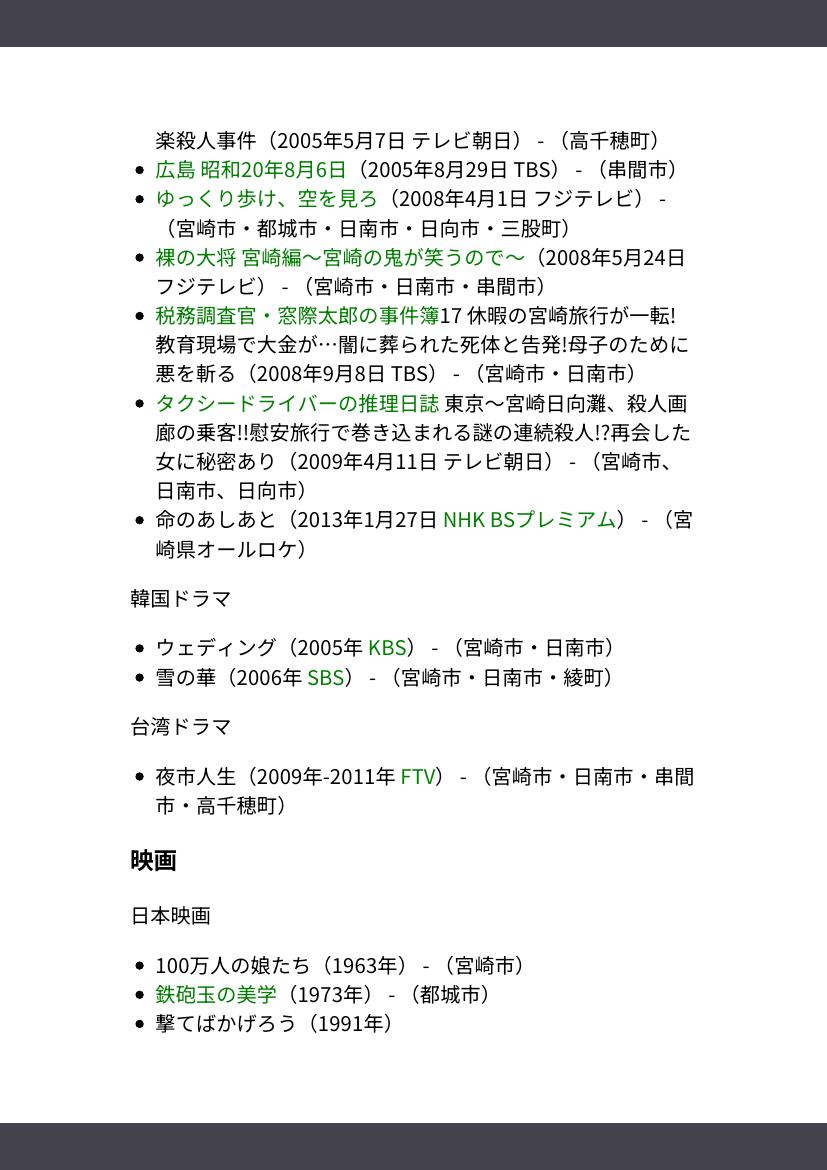 楽殺人事件（2005年5月7日 テレビ朝日） - （高千穂町）
• 広島 昭和20年8月6日（2005年8月29日 TBS） - （串間市）
• ゆっくり歩け、空を見ろ（2008年4月1日 フジテレビ） -
（宮崎市・都城市・日南市・日向市・三股町）
• 裸の大将 宮崎編〜宮崎の鬼が笑うので〜（2008年5月24日
フジテレビ） - （宮崎市・日南市・串間市）
• 税務調査官・窓際太郎の事件簿17 休暇の宮崎旅行が一転!
教育現場で大金が…闇に葬られた死体と告発!母子のために
悪を斬る（2008年9月8日 TBS） - （宮崎市・日南市）
• タクシードライバーの推理日誌 東京〜宮崎日向灘、殺人画
廊の乗客!!慰安旅行で巻き込まれる謎の連続殺人!?再会した
女に秘密あり（2009年4月11日 テレビ朝日） - （宮崎市、
日南市、日向市）
• 命のあしあと（2013年1月27日 NHK BSプレミアム） - （宮
崎県オールロケ）
韓国ドラマ
• ウェディング（2005年 KBS） - （宮崎市・日南市）
• 雪の華（2006年 SBS） - （宮崎市・日南市・綾町）
台湾ドラマ
• 夜市人生（2009年-2011年 FTV） - （宮崎市・日南市・串間
市・高千穂町）
映画
日本映画
• 100万人の娘たち（1963年） - （宮崎市）
• 鉄砲玉の美学（1973年） - （都城市）
• 撃てばかげろう（1991年）